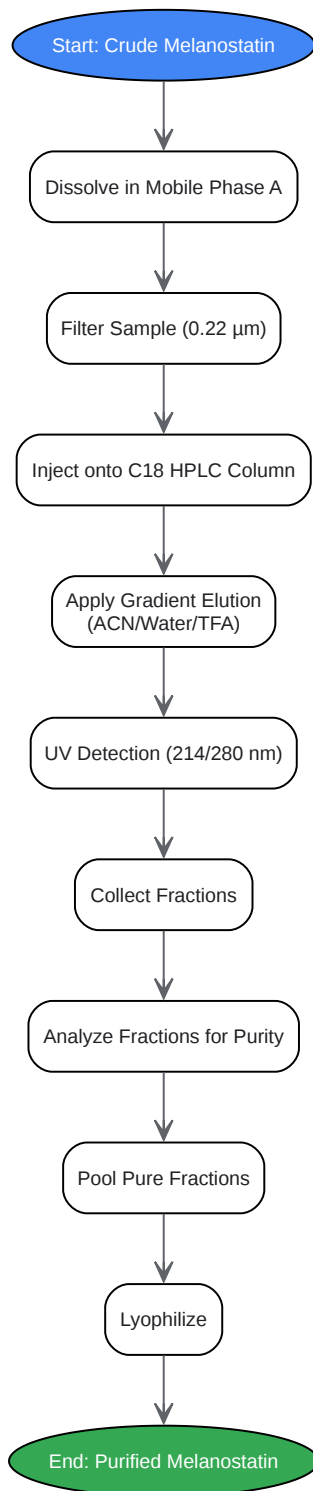 Start: Crude Melanostatin
Dissolve in Mobile Phase A
Filter Sample (0.22 µm)
Inject onto C18 HPLC Column
Apply Gradient Elution
(ACN/Water/TFA)
UV Detection (214/280 nm)
Collect Fractions
Analyze Fractions for Purity
Pool Pure Fractions
Lyophilize
End: Purified Melanostatin